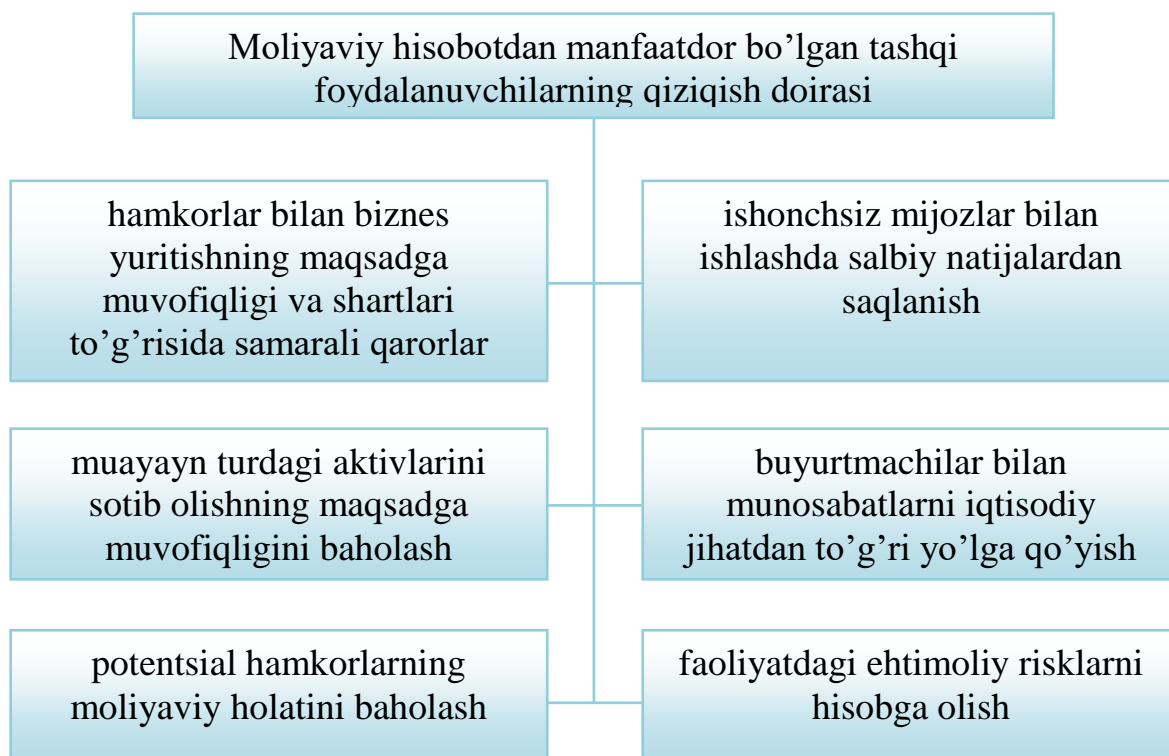 Moliyaviy hisobotdan manfaatdor bo’lgan tashqi
foydalanuvchilarning qiziqish doirasi
hamkorlar bilan biznes
yuritishning maqsadga
muvofiqligi va shartlari
to’g’risida samarali qarorlar
ishonchsiz mijozlar bilan
ishlashda salbiy natijalardan
saqlanish
muayayn turdagi aktivlarini
sotib olishning maqsadga
muvofiqligini baholash
buyurtmachilar bilan
munosabatlarni iqtisodiy
jihatdan to’g’ri yo’lga qo’yish
potentsial hamkorlarning
moliyaviy holatini baholash
faoliyatdagi ehtimoliy risklarni
hisobga olish